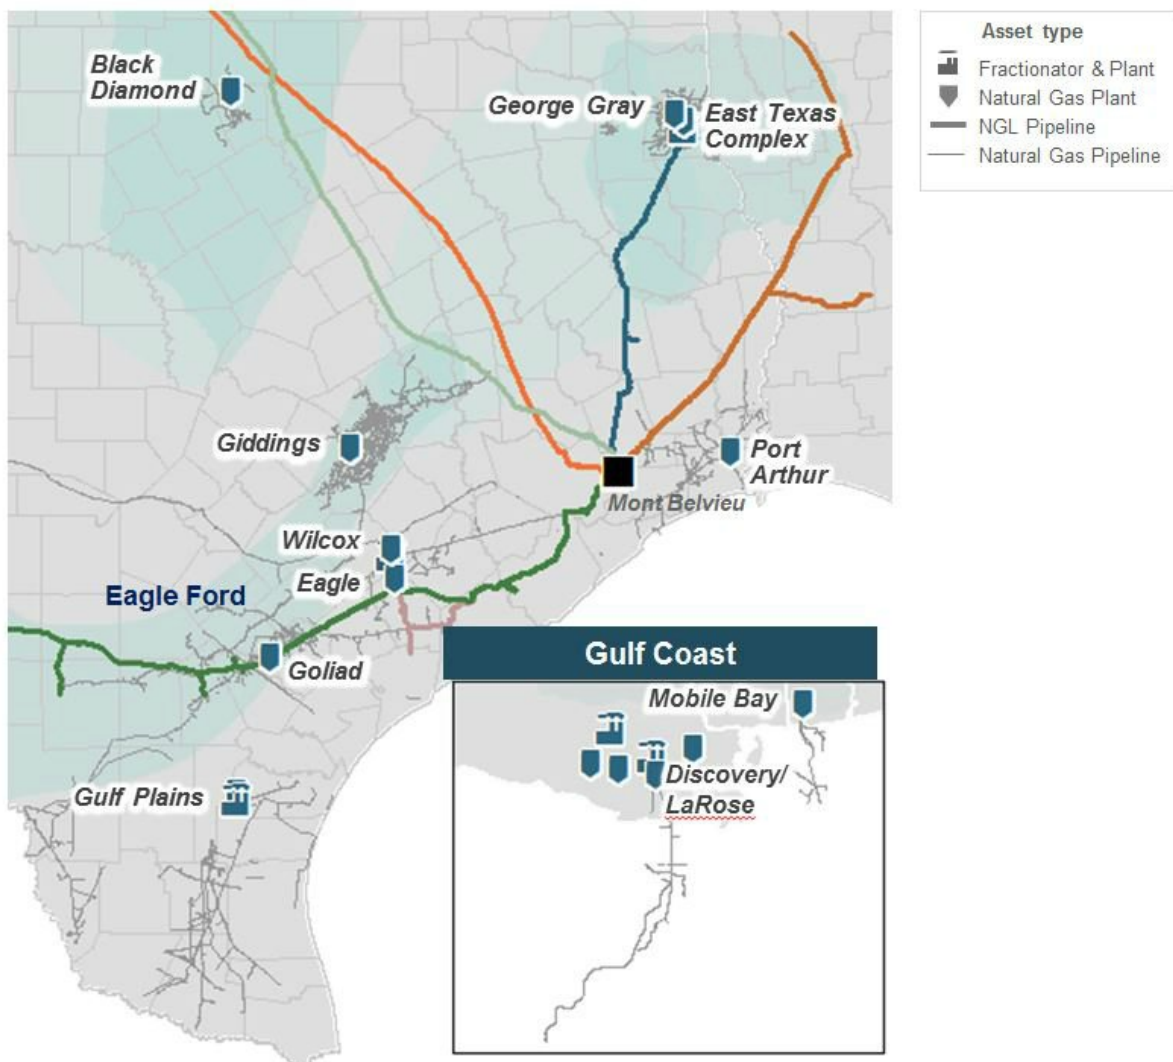 Asset type
Fractionator & Plant
Natural Gas Plant
NGL Pipeline
Natural Gas Pipeline
Black
Diamond
George Gray
East Texas
Complex
Giddings
Port
Arthur
Mont Belvieu
Wilcox
Eagle
Eagle Ford
Goliad
Gulf Plains
Gulf Coast
Mobile Bay
Discovery/
LaRose